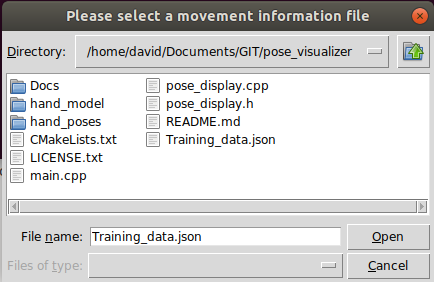 Please select a movement information file
Directory: /home/david/Documents/GIT/pose_visualizer
Docs pose_display.cpp
hand_model pose_display.h
hand_poses README.md
CMakeLists.txt Training_data.json
LICENSE.txt
main.cpp
File name: Training_data.json Open
Files of type: Cancel